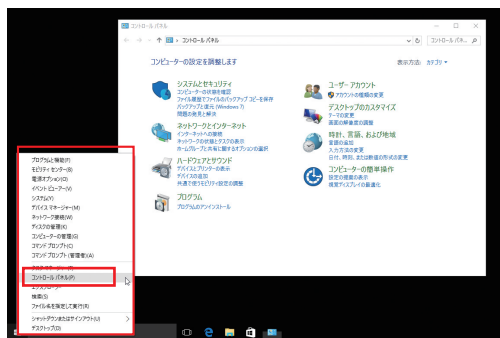 コントロール パネル
コントロール パネル
コントロール パネ...
コンピューターの設定を調整します
表示方法: カテゴリ
システムとセキュリティ
コンピューターの状態を確認
ファイル履歴でファイルのバックアップ コピーを保存
バックアップと復元 (Windows 7)
問題の発見と解決
ネットワークとインターネット
インターネットへの接続
ネットワークの状態とタスクの表示
ホームグループと共有に関するオプションの選択
ハードウェアとサウンド
デバイスとプリンターの表示
デバイスの追加
共通で使うモビリティ設定の調整
プログラム
プログラムのアンインストール
ユーザー アカウント
アカウントの種類の変更
デスクトップのカスタマイズ
テーマの変更
画面の解像度の調整
時計、言語、および地域
言語の追加
入力方法の変更
日付、時刻、または数値の形式の変更
コンピューターの簡単操作
設定の提案の表示
視覚ディスプレイの最適化
プログラムと機能(F)
モビリティ センター(B)
電源オプション(O)
イベント ビューアー(V)
システム(Y)
デバイス マネージャー(M)
ネットワーク接続(W)
ディスクの管理(K)
コンピューターの管理(G)
コマンド プロンプト(C)
コマンド プロンプト (管理者)(A)
コントロール パネル(P)
検索(S)
ファイル名を指定して実行(R)
シャットダウンまたはサインアウト(U)
デスクトップ(D)